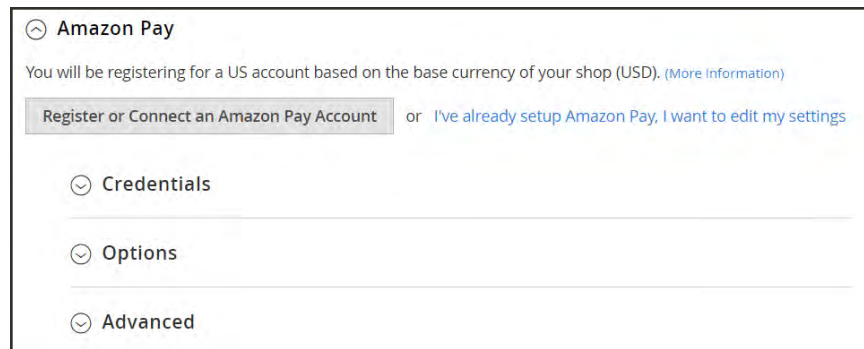 Amazon Pay
You will be registering for a US account based on the base currency of your shop (USD). (More Information)
Register or Connect an Amazon Pay Account or I've already setup Amazon Pay, I want to edit my settings
Credentials
Options
Advanced